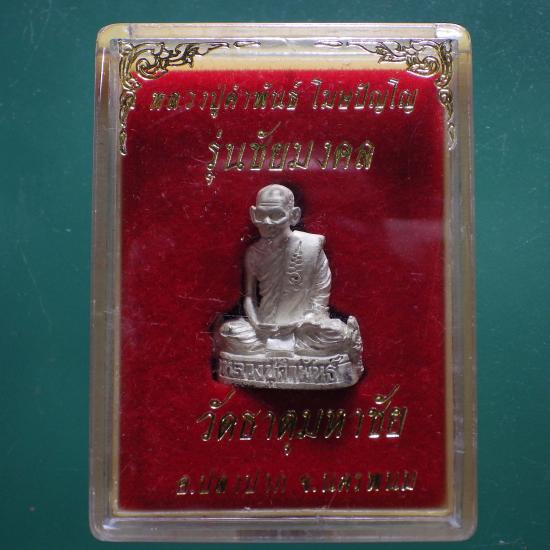 หลวงปู่คำพันธ์ โฆษปัญโญ
รุ่นชัยมงคล
หลวงปู่คำพันธ์
วัดธาตุมหาชัย
อ.ปลาปาก จ.นครพนม